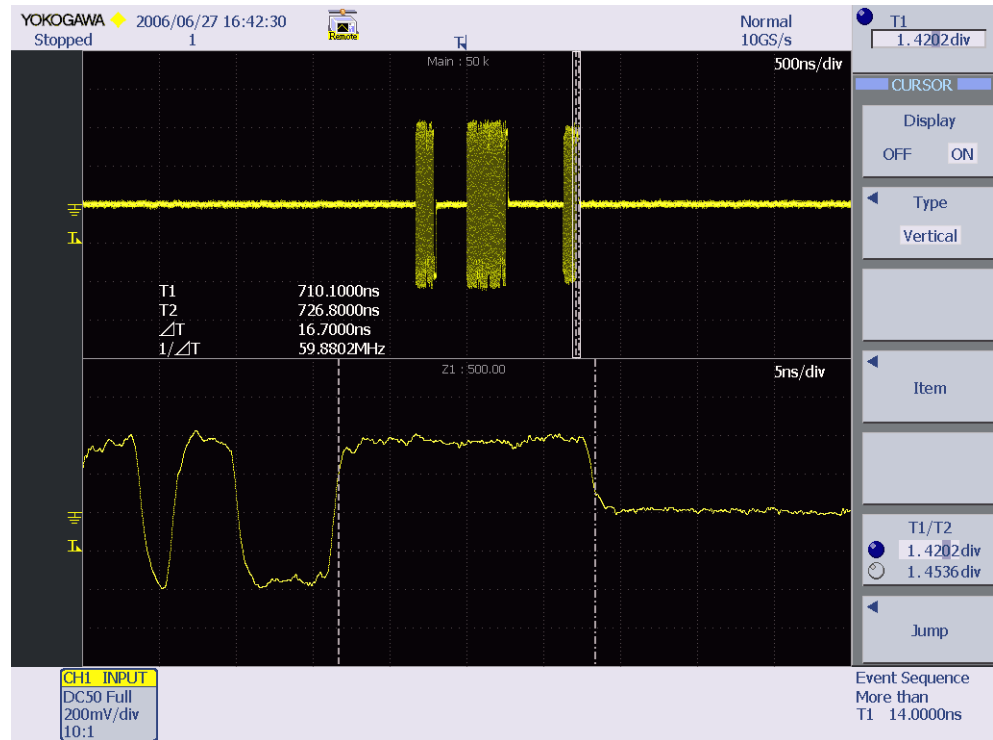 YOKOGAWA 2006/06/27 16:42:30
Stopped 1
Remote
Normal
10GS/s
T
Main : 50 k
500ns/div
T
T1 710.1000ns
T2 726.8000ns
⊿T 16.7000ns
1/⊿T 59.8802MHz
Z1 : 500.00
5ns/div
T
CH1 INPUT
DC50 Full
200mV/div
10:1
T1
1.4202div
CURSOR
Display
OFF ON
Type
Vertical
Item
T1/T2
1.4202div
1.4536div
Jump
Event Sequence
More than
T1 14.0000ns